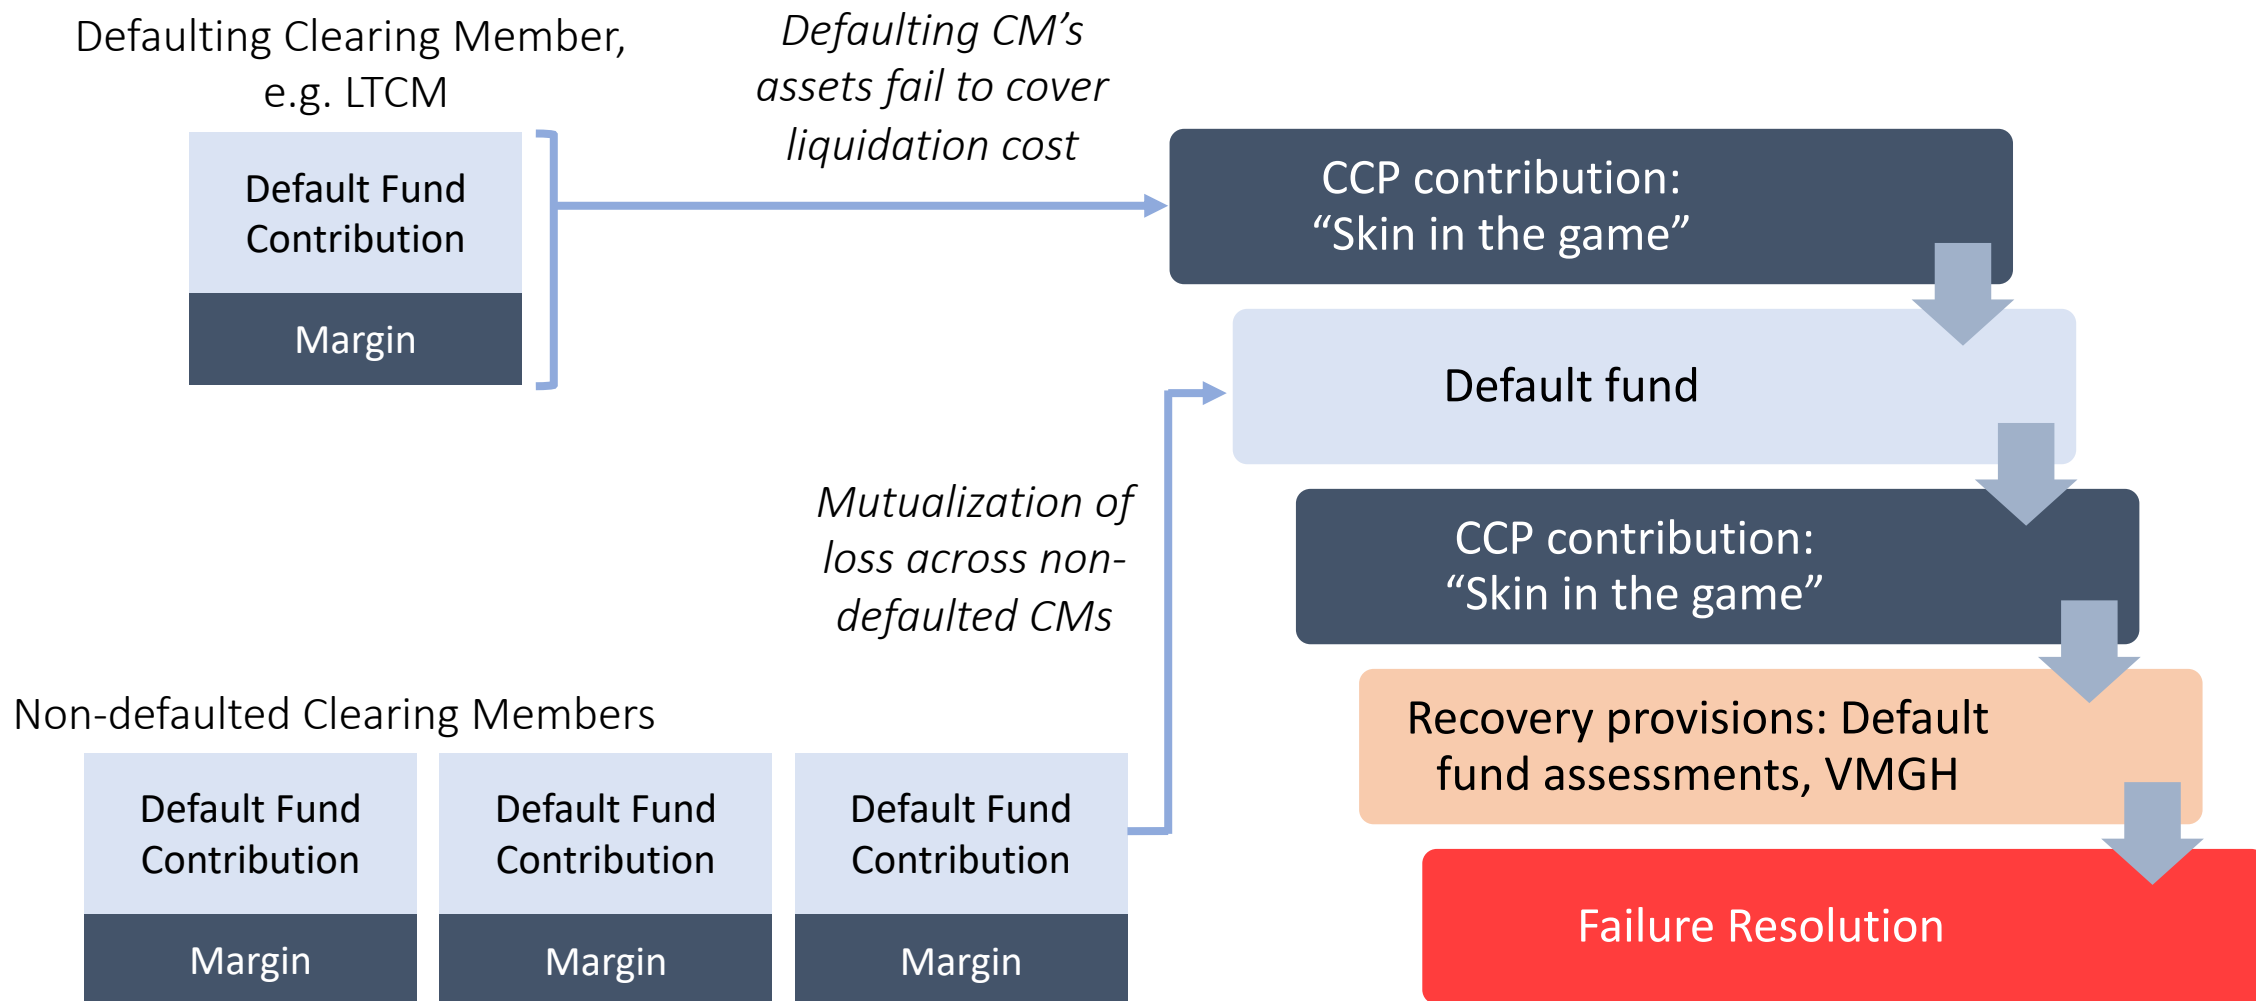 Defaulting Clearing Member,
e.g. LTCM
Default Fund
Contribution
Margin
Defaulting CM’s
assets fail to cover
liquidation cost
CCP contribution:
“Skin in the game”
Default fund
Mutualization of
loss across non-
defaulted CMs
CCP contribution:
“Skin in the game”
Recovery provisions: Default
fund assessments, VMGH
Failure Resolution
Non-defaulted Clearing Members
Default Fund
Contribution
Margin
Default Fund
Contribution
Margin
Default Fund
Contribution
Margin